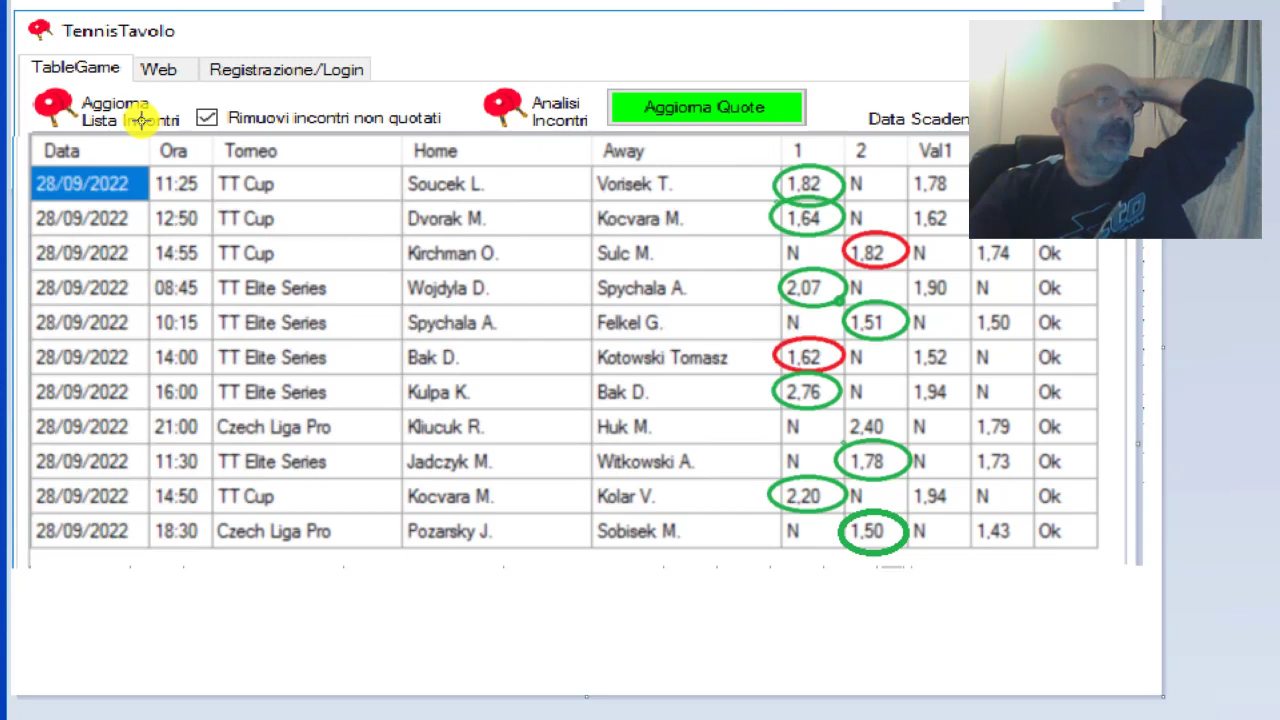 TennisTavolo
TableGame Web Registrazione/Login
Aggiorna
Lista Incontri
Rimuovi incontri non quotati
Analisi
Incontri
Aggiorna Quote
Data Scaden
Data Ora Torneo Home Away 1 2 Val1
28/09/2022 11:25 TT Cup Soucek L. Vorisek T. 1,82 N 1,78
28/09/2022 12:50 TT Cup Dvorak M. Kocvara M. 1,64 N 1,62
28/09/2022 14:55 TT Cup Kirchman O. Sulc M. N 1,82 N 1,74 Ok
28/09/2022 08:45 TT Elite Series Wojdyla D. Spychala A. 2,07 N 1,90 N Ok
28/09/2022 10:15 TT Elite Series Spychala A. Felkel G. N 1,51 N 1,50 Ok
28/09/2022 14:00 TT Elite Series Bak D. Kotowski Tomasz 1,62 N 1,52 N Ok
28/09/2022 16:00 TT Elite Series Kulpa K. Bak D. 2,76 N 1,94 N Ok
28/09/2022 21:00 Czech Liga Pro Kliucuk R. Huk M. N 2,40 N 1,79 Ok
28/09/2022 11:30 TT Elite Series Jadczyk M. Witkowski A. N 1,78 N 1,73 Ok
28/09/2022 14:50 TT Cup Kocvara M. Kolar V. 2,20 N 1,94 N Ok
28/09/2022 18:30 Czech Liga Pro Pozarsky J. Sobisek M. N 1,50 N 1,43 Ok